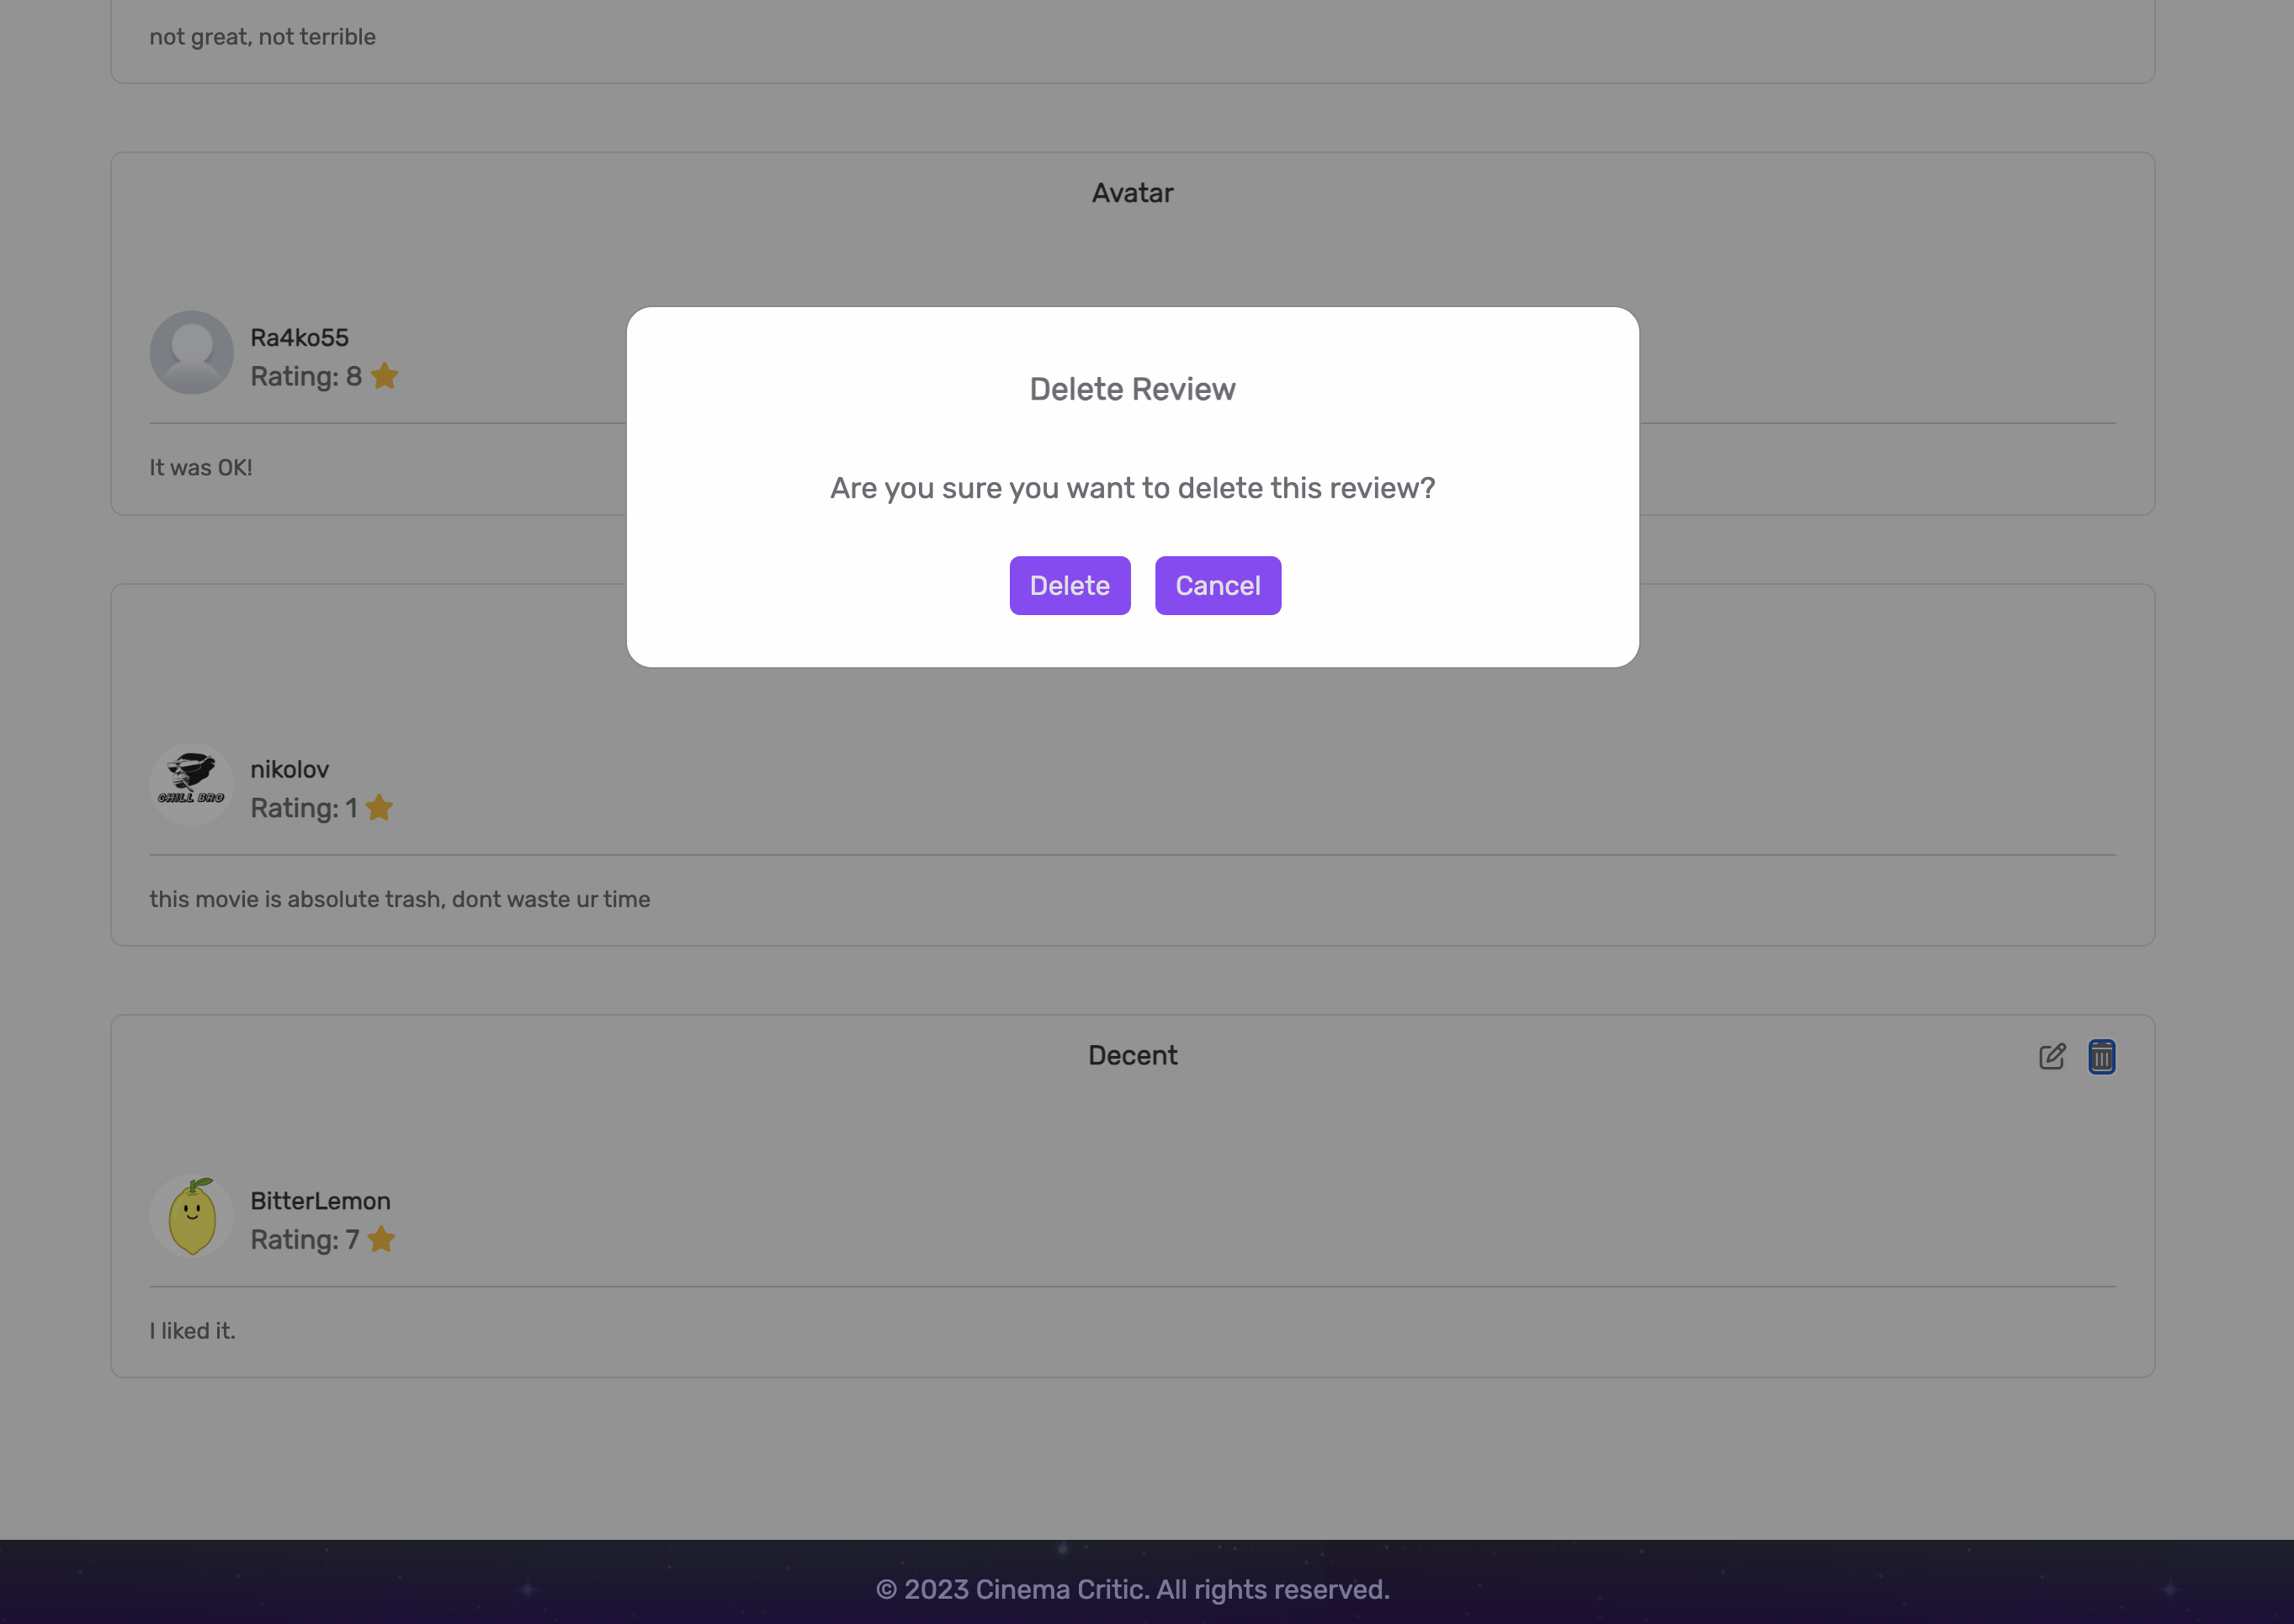 not great, not terrible
Avatar
Ra4ko55
Rating: 8
It was OK!
Delete Review
Are you sure you want to delete this review?
Delete
Cancel
CHILL BRO
nikolov
Rating: 1
this movie is absolute trash, dont waste ur time
Decent
BitterLemon
Rating: 7
I liked it.
© 2023 Cinema Critic. All rights reserved.